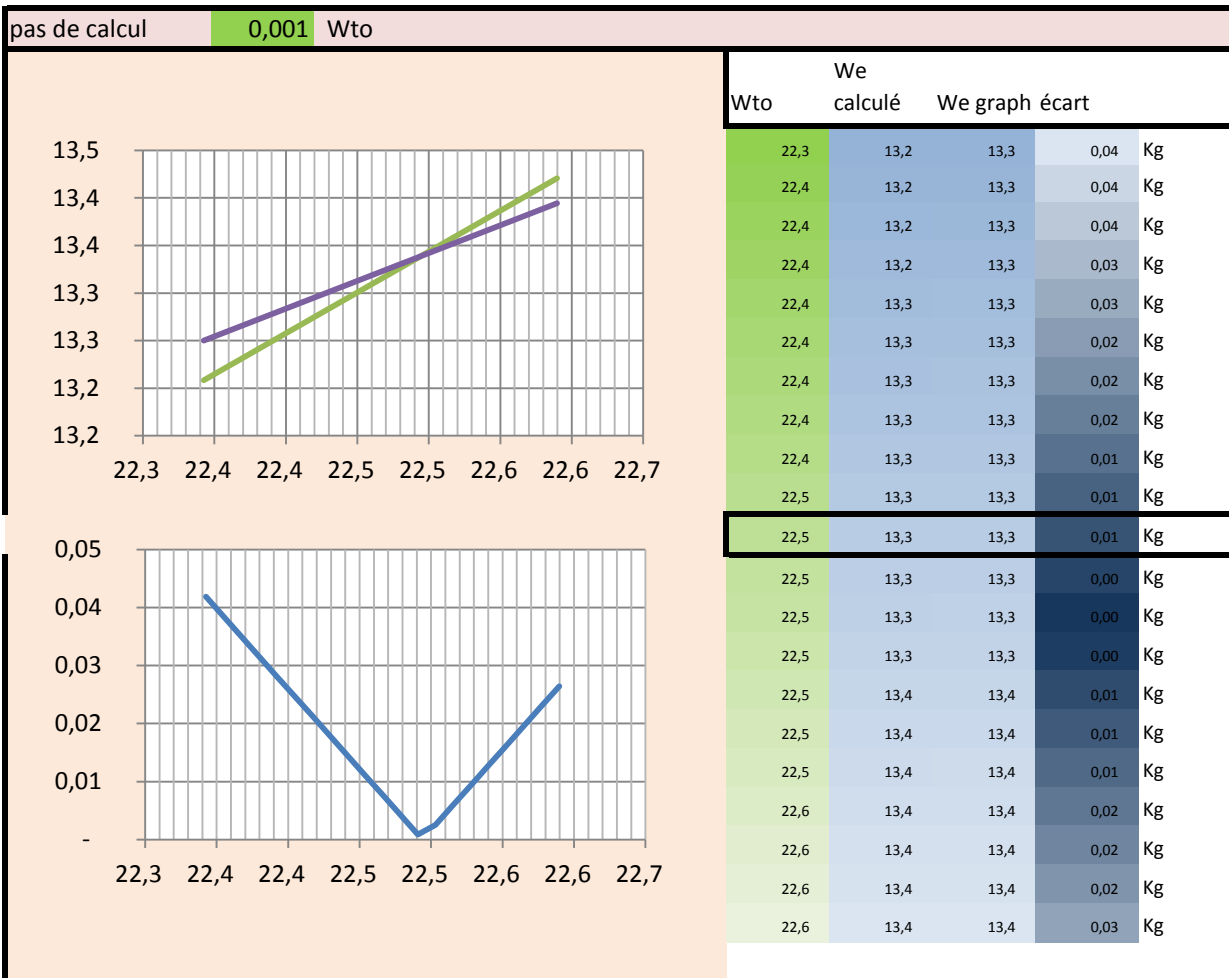 pas de calcul 0,001 Wto
We
Wto calculé We graph écart
13,5
13,4
13,4
13,3
13,3
13,2
13,2
22,3 22,4 22,4 22,5 22,5 22,6 22,6 22,7
0,05
0,04
0,03
0,02
0,01
-
22,3 22,4 22,4 22,5 22,5 22,6 22,6 22,7
22,3 13,2 13,3 0,04 Kg
22,4 13,2 13,3 0,04 Kg
22,4 13,2 13,3 0,04 Kg
22,4 13,2 13,3 0,03 Kg
22,4 13,3 13,3 0,03 Kg
22,4 13,3 13,3 0,02 Kg
22,4 13,3 13,3 0,02 Kg
22,4 13,3 13,3 0,02 Kg
22,4 13,3 13,3 0,01 Kg
22,5 13,3 13,3 0,01 Kg
22,5 13,3 13,3 0,01 Kg
22,5 13,3 13,3 0,00 Kg
22,5 13,3 13,3 0,00 Kg
22,5 13,3 13,3 0,00 Kg
22,5 13,4 13,4 0,01 Kg
22,5 13,4 13,4 0,01 Kg
22,5 13,4 13,4 0,01 Kg
22,6 13,4 13,4 0,02 Kg
22,6 13,4 13,4 0,02 Kg
22,6 13,4 13,4 0,02 Kg
22,6 13,4 13,4 0,03 Kg